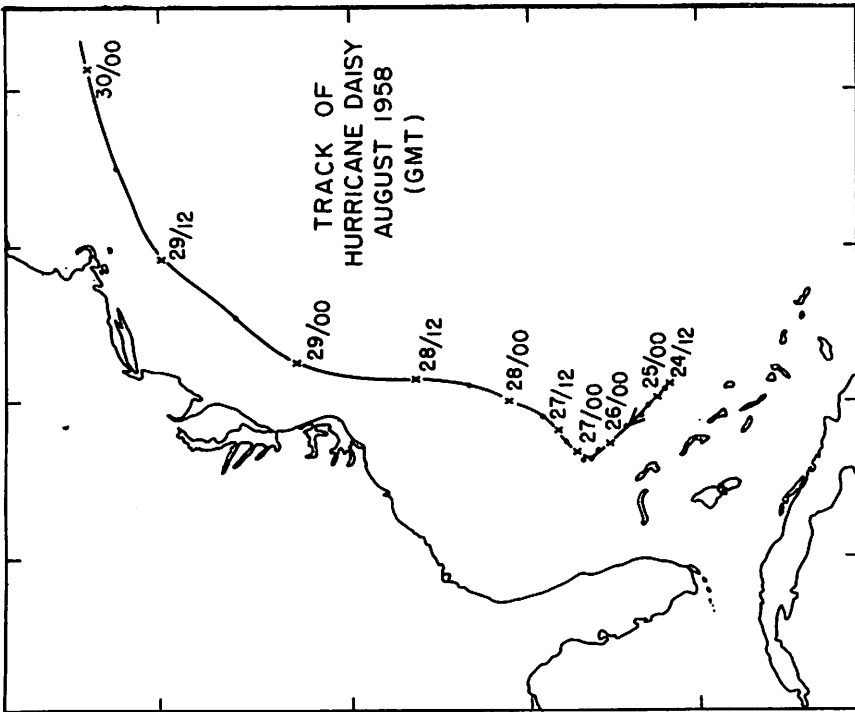 TRACK OF
HURRICANE DAISY
AUGUST 1958
(GMT)
30/00
29/12
29/00
28/12
28/00
27/12
27/00
26/00
25/00
24/12